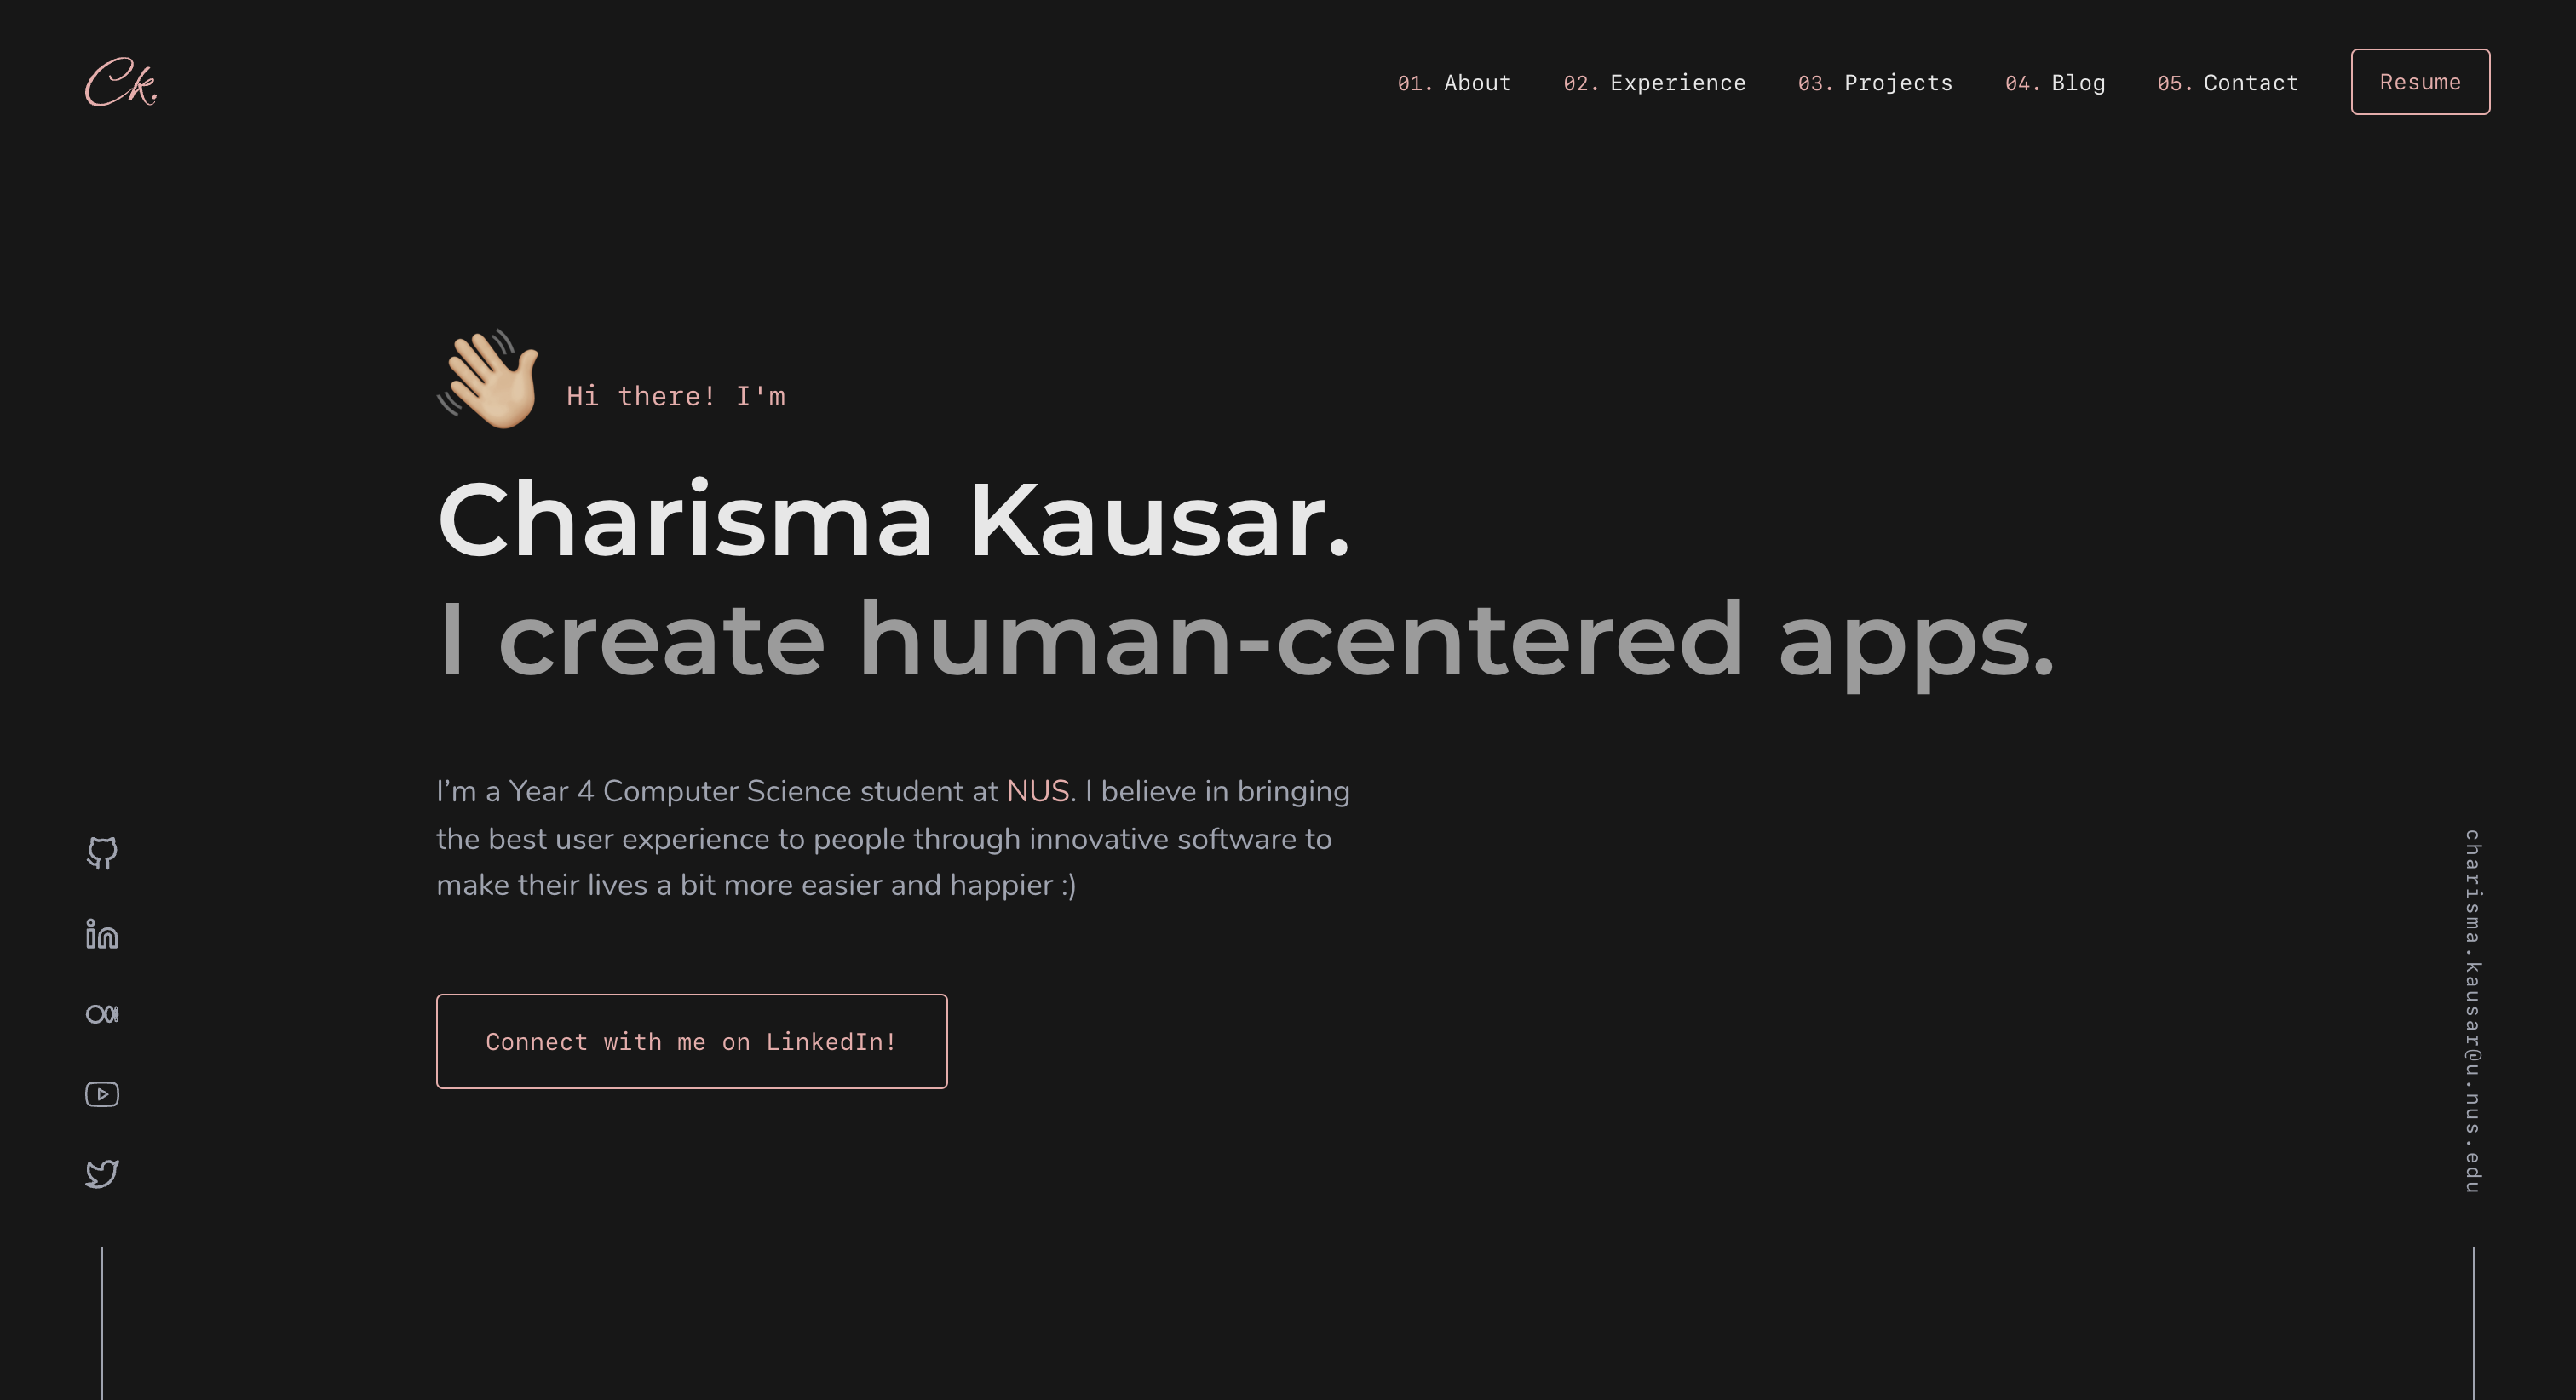 Ck.
01. About 02. Experience 03. Projects 04. Blog 05. Contact Resume
Hi there! I'm
Charisma Kausar.
I create human-centered apps.
I’m a Year 4 Computer Science student at NUS. I believe in bringing
the best user experience to people through innovative software to
make their lives a bit more easier and happier :)
Connect with me on LinkedIn!
in
charisma.kausar@u.nus.edu